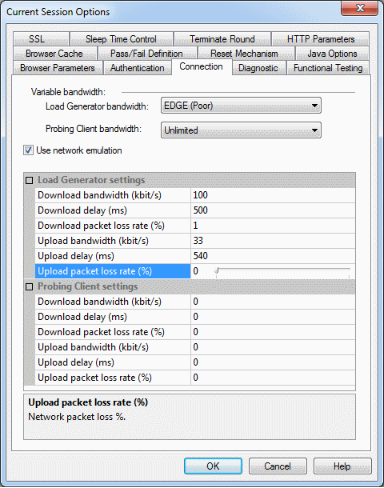 Current Session Options
SSL Sleep Time Control Terminate Round HTTP Parameters
Browser Cache Pass/Fail Definition Reset Mechanism Java Options
Browser Parameters Authentication Connection Diagnostic Functional Testing
Variable bandwidth:
Load Generator bandwidth: EDGE (Poor)
Probing Client bandwidth: Unlimited
Use network emulation
Load Generator settings
Download bandwidth (kbit/s) 100
Download delay (ms) 500
Download packet loss rate (%) 1
Upload bandwidth (kbit/s) 33
Upload delay (ms) 540
Upload packet loss rate (%) 0
Probing Client settings
Download bandwidth (kbit/s) 0
Download delay (ms) 0
Download packet loss rate (%) 0
Upload bandwidth (kbit/s) 0
Upload delay (ms) 0
Upload packet loss rate (%) 0
Upload packet loss rate (%)
Network packet loss %.
OK Cancel Help